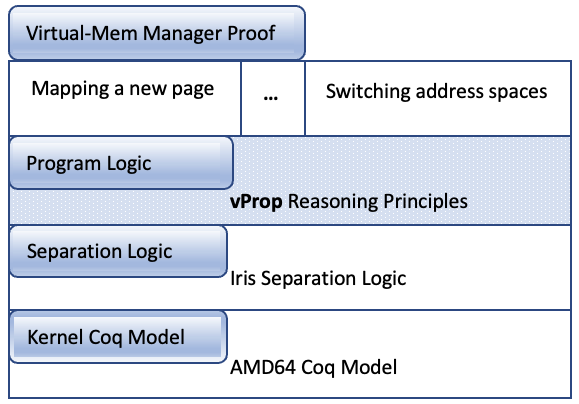 Virtual-Mem Manager Proof
Mapping a new page
...
Switching address spaces
Program Logic
vProp Reasoning Principles
Separation Logic
Iris Separation Logic
Kernel Coq Model
AMD64 Coq Model